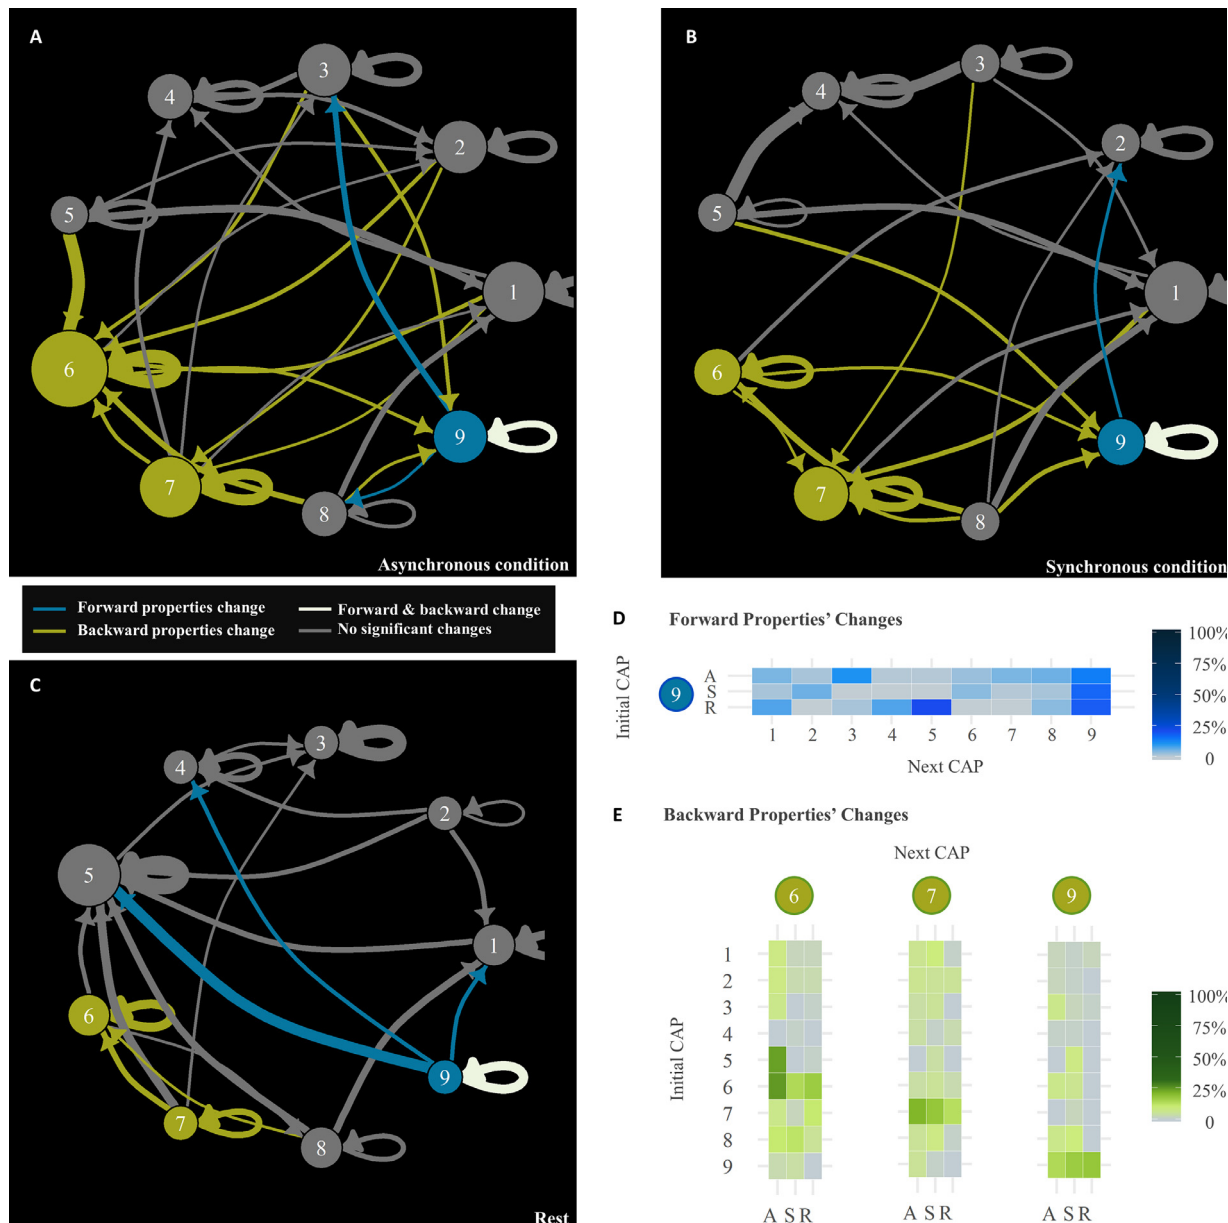 A
3
4
2
5
1
6
9
7
8
Asynchronous condition
B
3
4
2
5
1
6
9
7
8
Synchronous condition
Forward properties change
Forward & backward change
Backward properties change
No significant changes
C
3
4
2
5
1
6
9
7
8
Rest
D Forward Properties' Changes
Initial CAP
9
A
S
R
1 2 3 4 5 6 7 8 9
Next CAP
100%
75%
50%
25%
0
E Backward Properties' Changes
Next CAP
6 7 9
Initial CAP
1
2
3
4
5
6
7
8
9
A S R A S R A S R
100%
75%
50%
25%
0